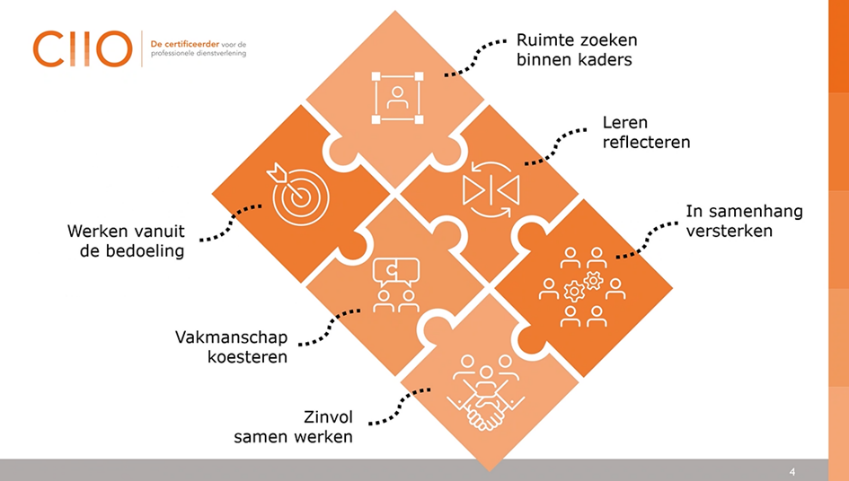 CIIO
De certificeerder voor de
professionele dienstverlening
Ruimte zoeken
binnen kaders
Leren
reflecteren
In samenhang
versterken
Werken vanuit
de bedoeling
Vakmanschap
koesteren
Zinvol
samen werken
4